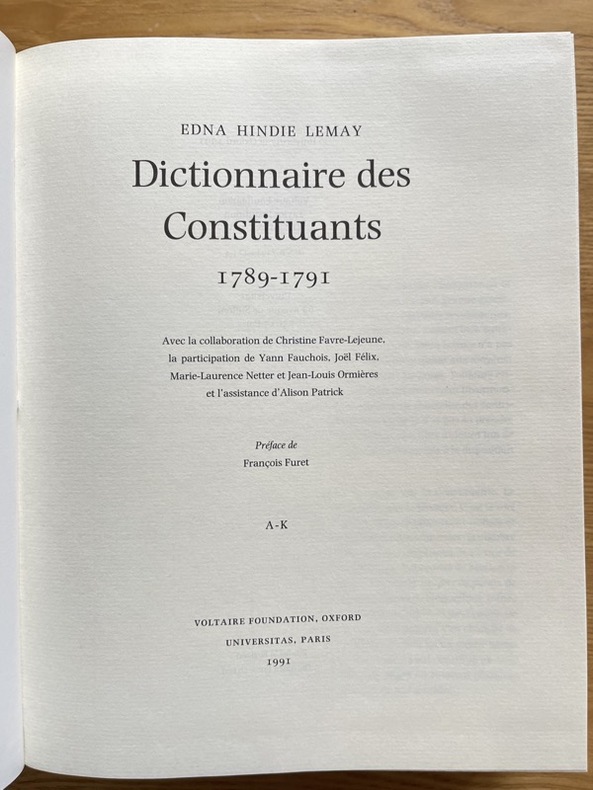 EDNA HINDIE LEMAY
Dictionnaire des
Constituants
1789-1791
Avec la collaboration de Christine Favre-Lejeune,
la participation de Yann Fauchois, Joël Félix,
Marie-Laurence Netter et Jean-Louis Ormières
et l'assistance d'Alison Patrick
Préface de
François Furet
A-K
VOLTAIRE FOUNDATION, OXFORD
UNIVERSITAS, PARIS
1991